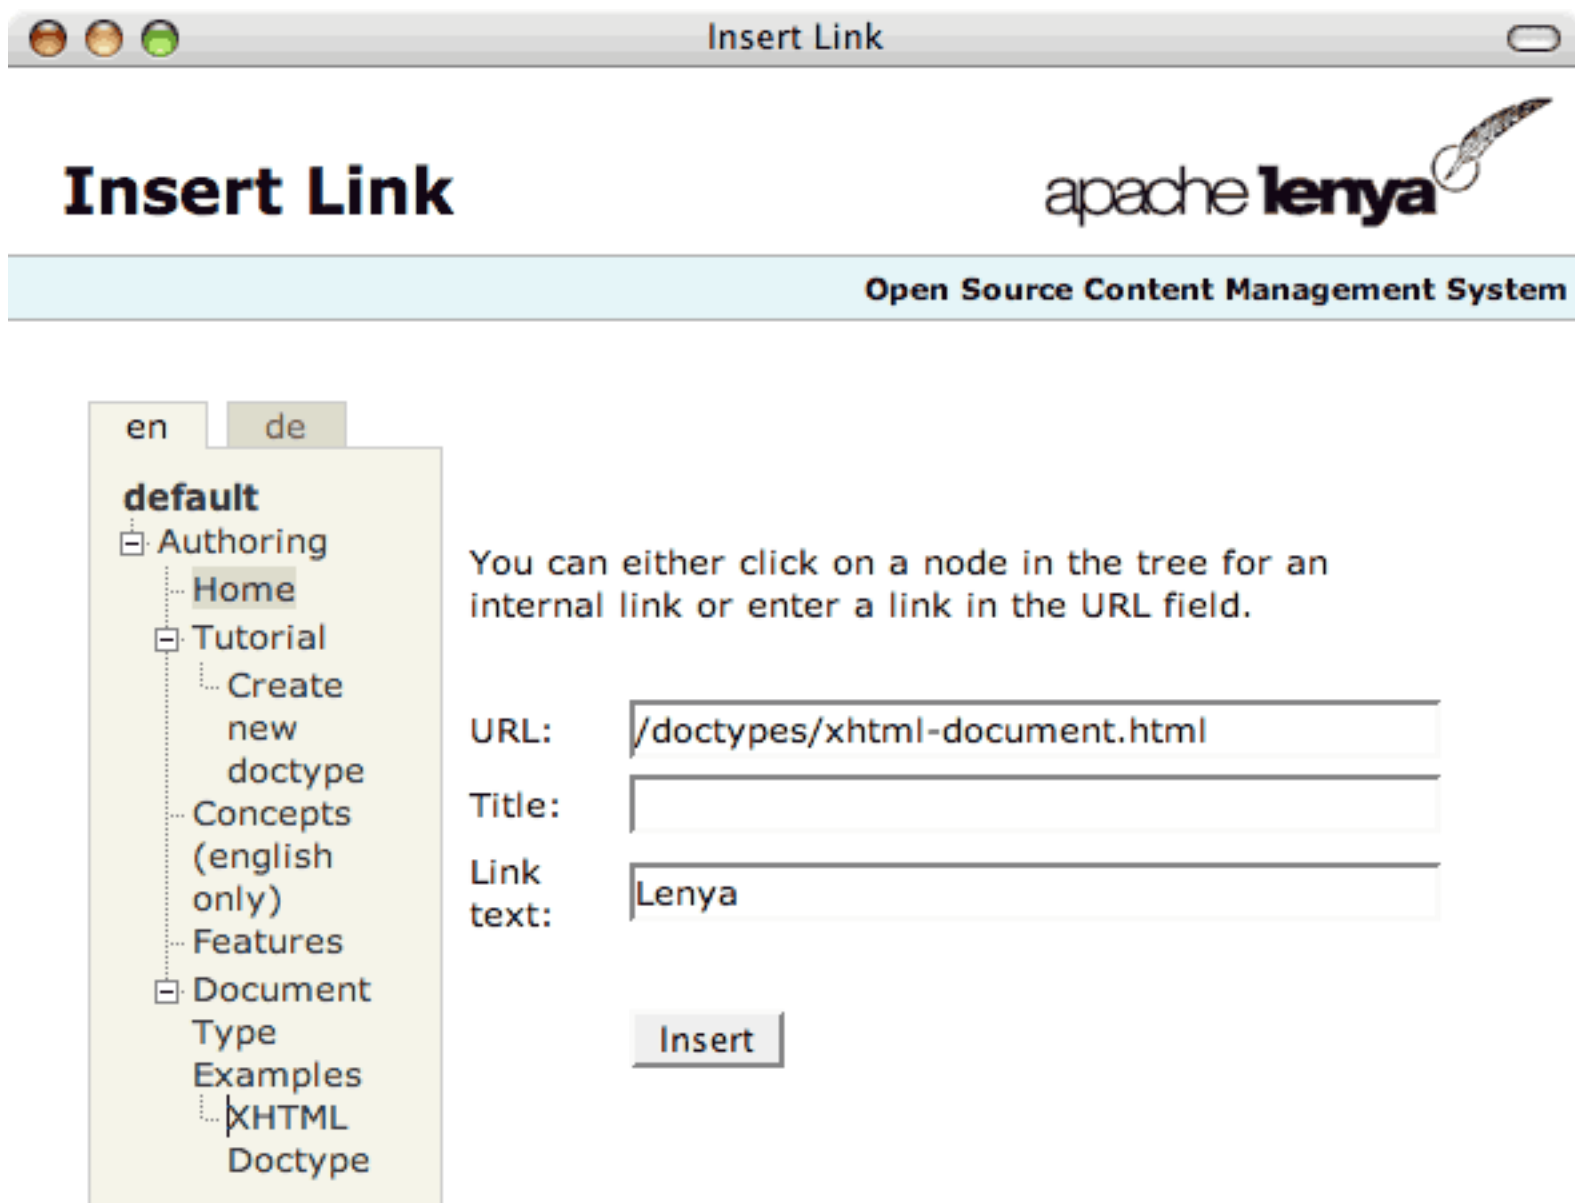 Insert Link
Insert Link
apache lenya
Open Source Content Management System
en
de
default
Authoring
Home
Tutorial
Create
new
doctype
Concepts
(english
only)
Features
Document
Type
Examples
XHTML
Doctype
You can either click on a node in the tree for an
internal link or enter a link in the URL field.
URL:
/doctypes/xhtml-document.html
Title:
Link
text:
Lenya
Insert